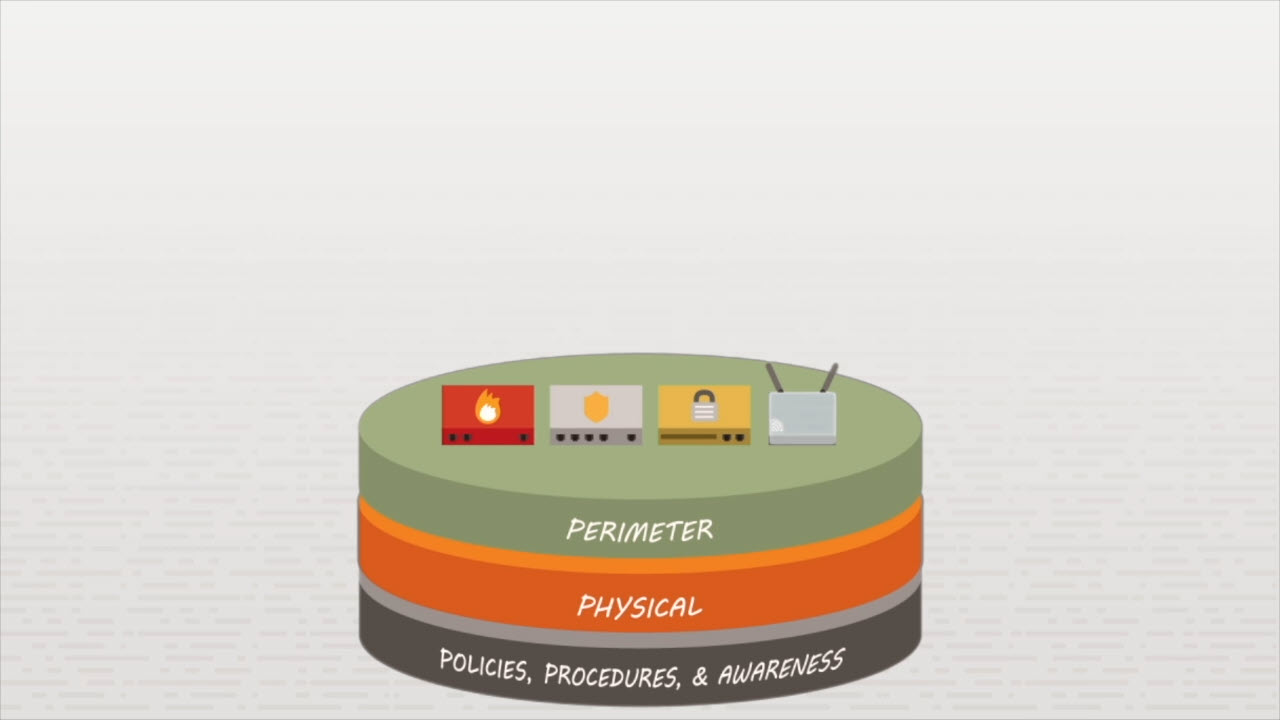 PERIMETER
PHYSICAL
POLICIES, PROCEDURES, & AWARENESS